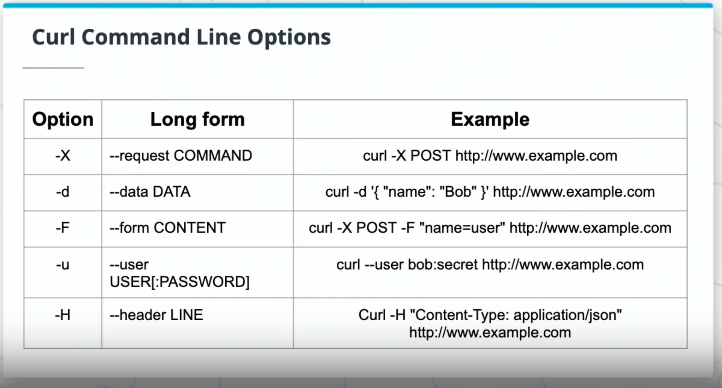 Curl Command Line Options
Option Long form Example
-X --request COMMAND curl -X POST http://www.example.com
-d --data DATA curl -d '{ "name": "Bob" }' http://www.example.com
-F --form CONTENT curl -X POST -F "name=user" http://www.example.com
-u --user curl --user bob:secret http://www.example.com
USER[:PASSWORD]
-H --header LINE Curl -H "Content-Type: application/json"
http://www.example.com